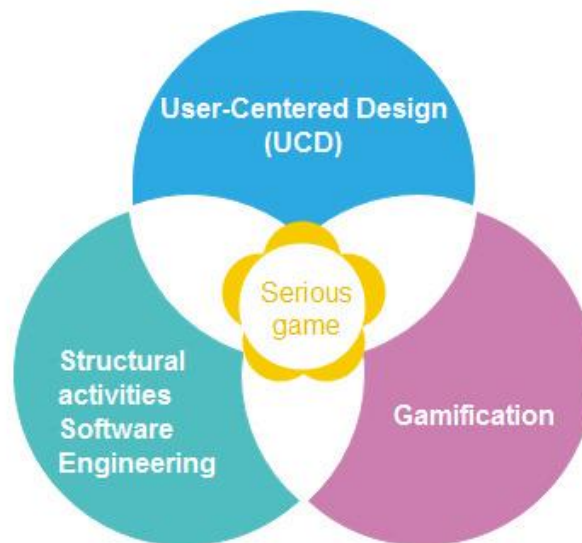 User-Centered Design
(UCD)
Serious
game
Structural
activities
Software
Engineering
Gamification